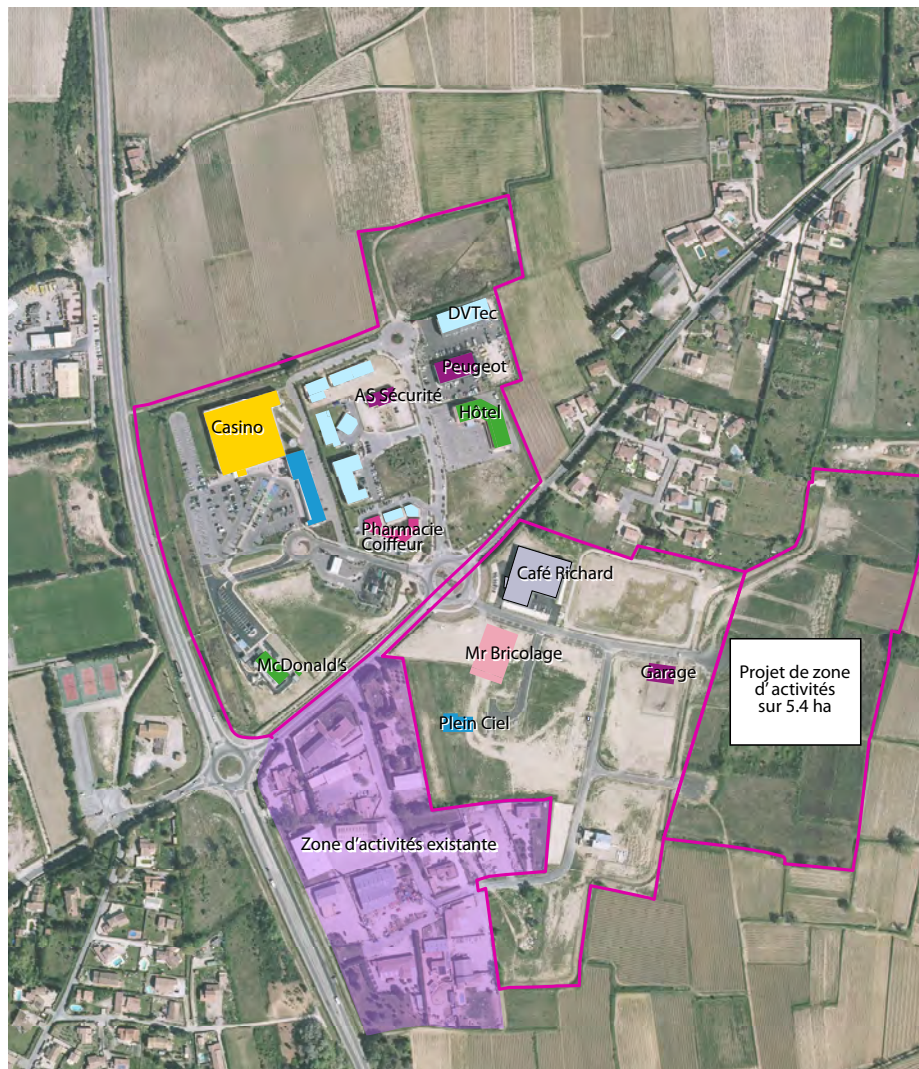 DVTec
Peugeot
AS Sécurité
Hôtel
Casino
Pharmacie
Coiffeur
Café Richard
Mr Bricolage
McDonald's
Garage
Projet de zone
d'activités
sur 5.4 ha
Plein Ciel
Zone d'activités existante